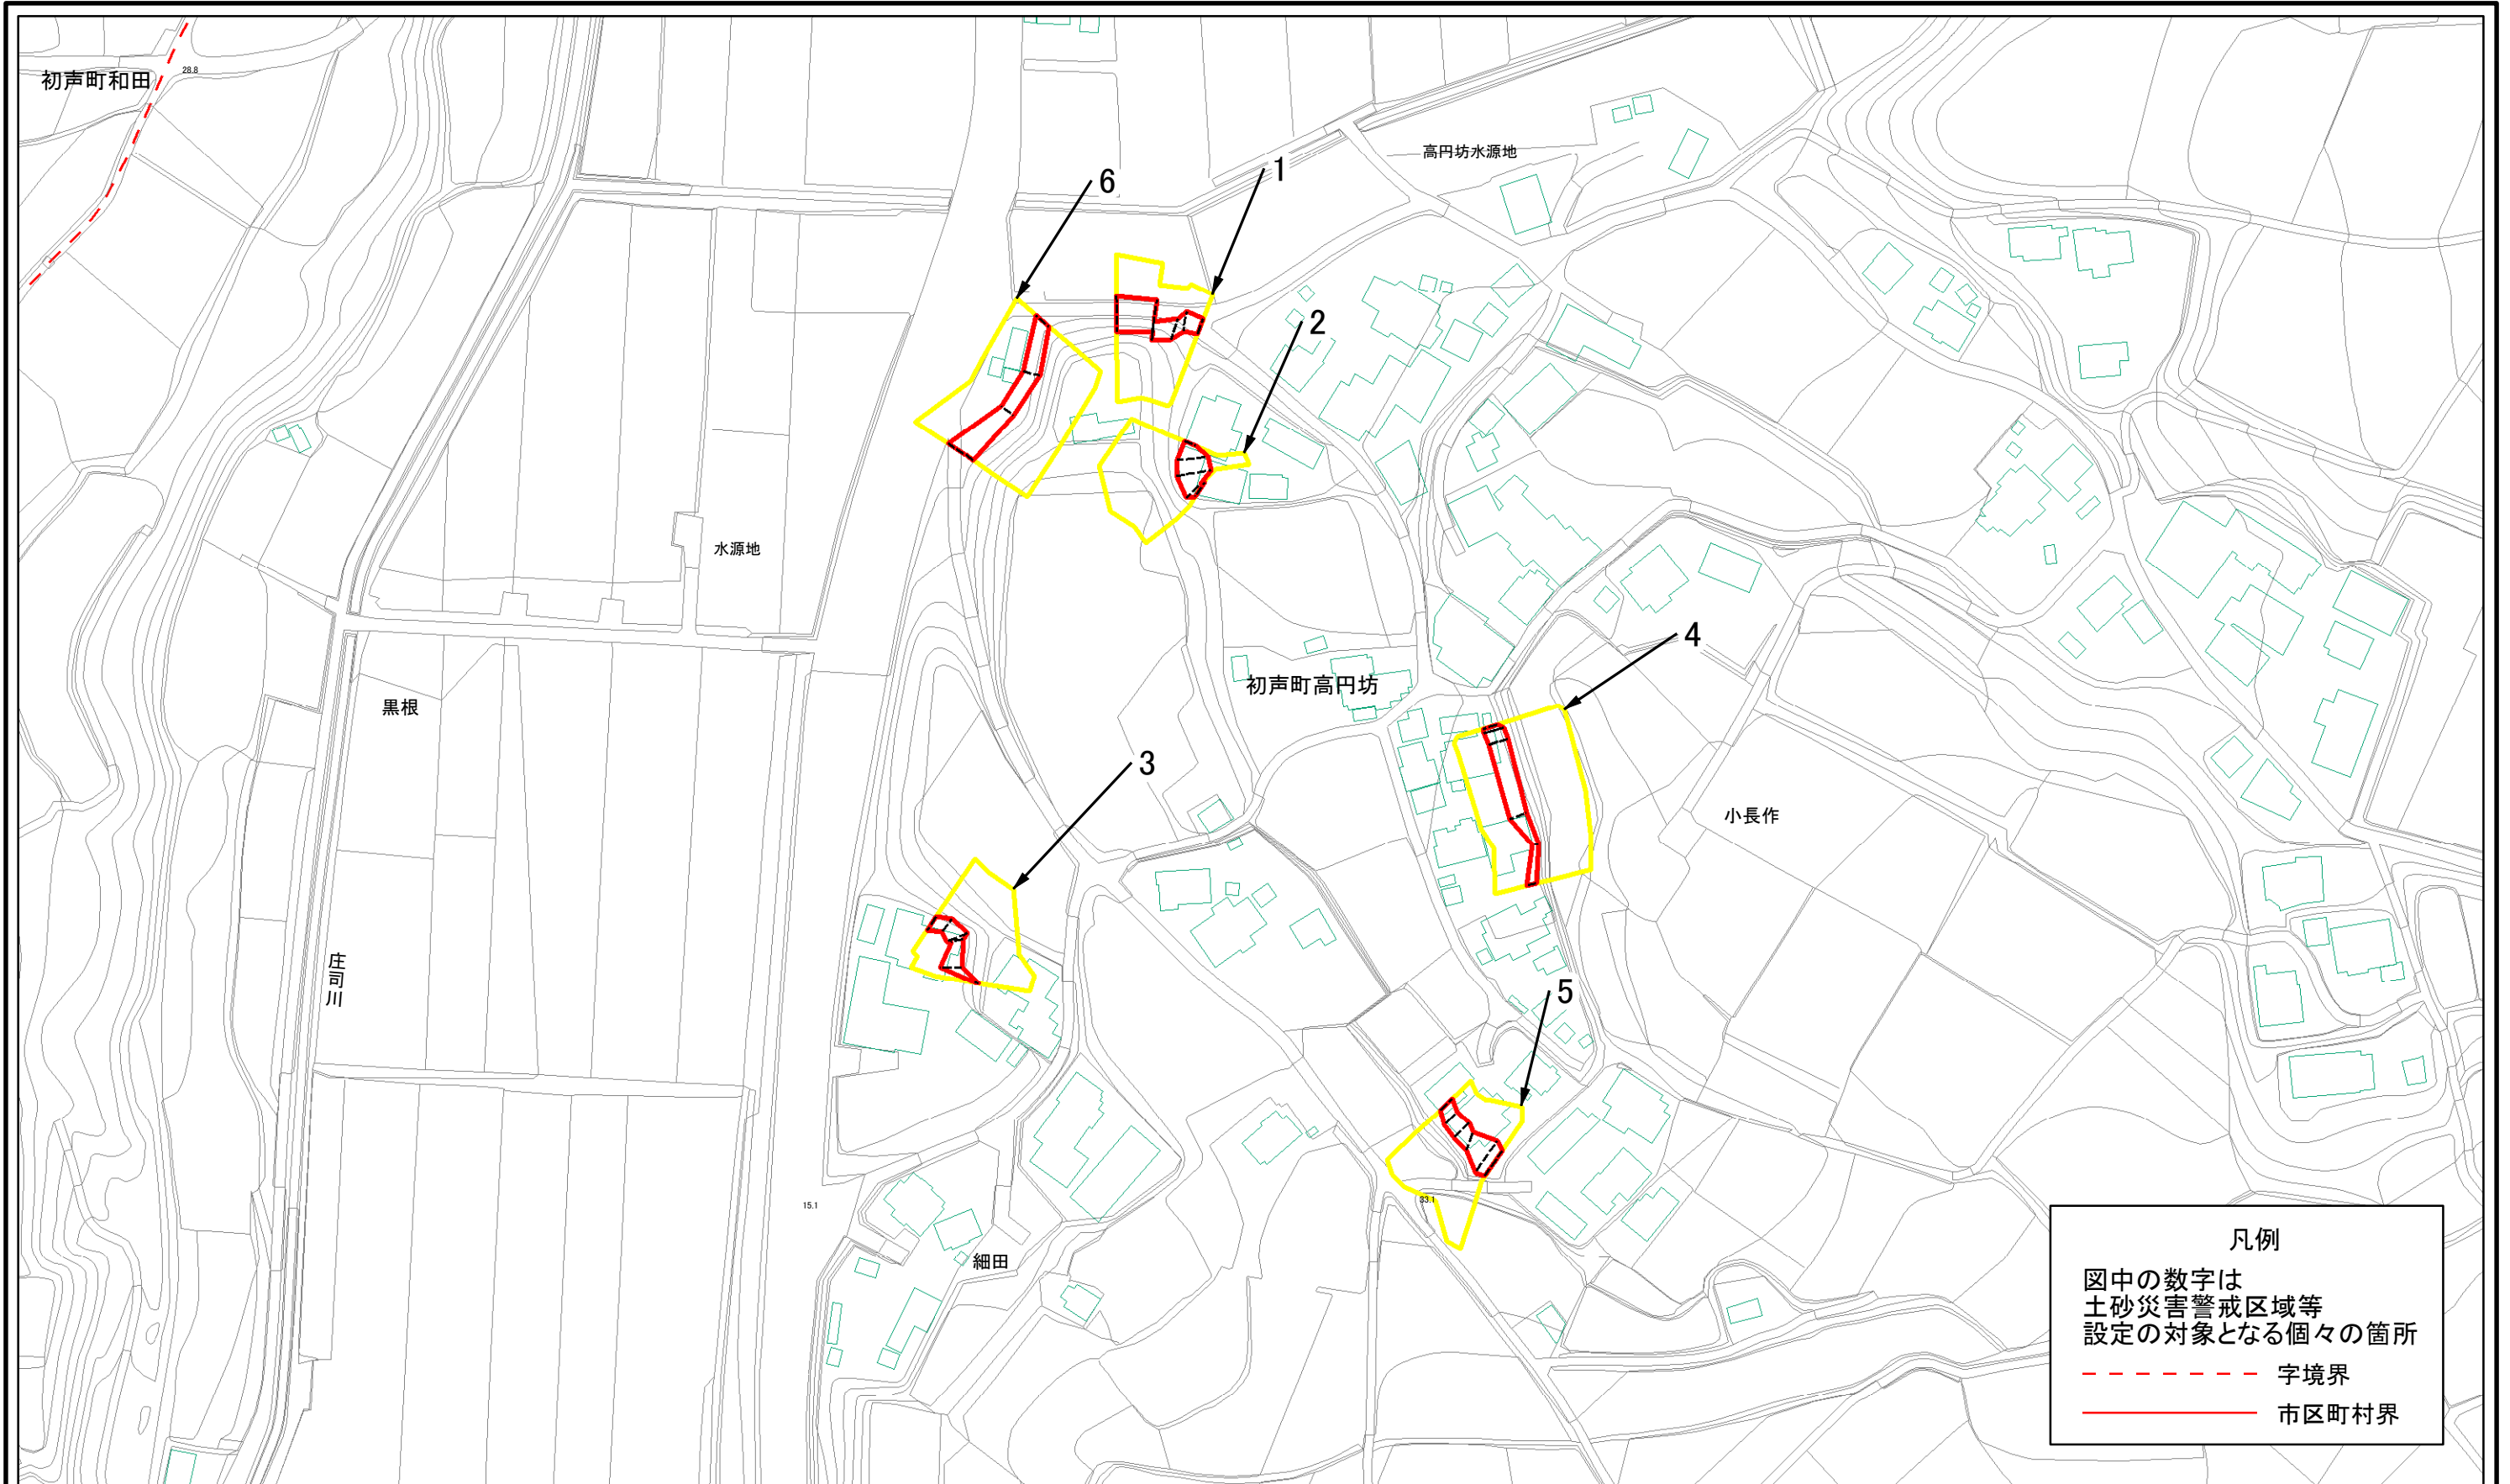 初声町和田
28.8
6
1
高円坊水源地
2
水源地
4
初声町高円坊
黒根
3
小長作
庄司川
5
33.1
15.1
細田
凡例
図中の数字は
土砂災害警戒区域等
設定の対象となる個々の箇所
字境界
市区町村界